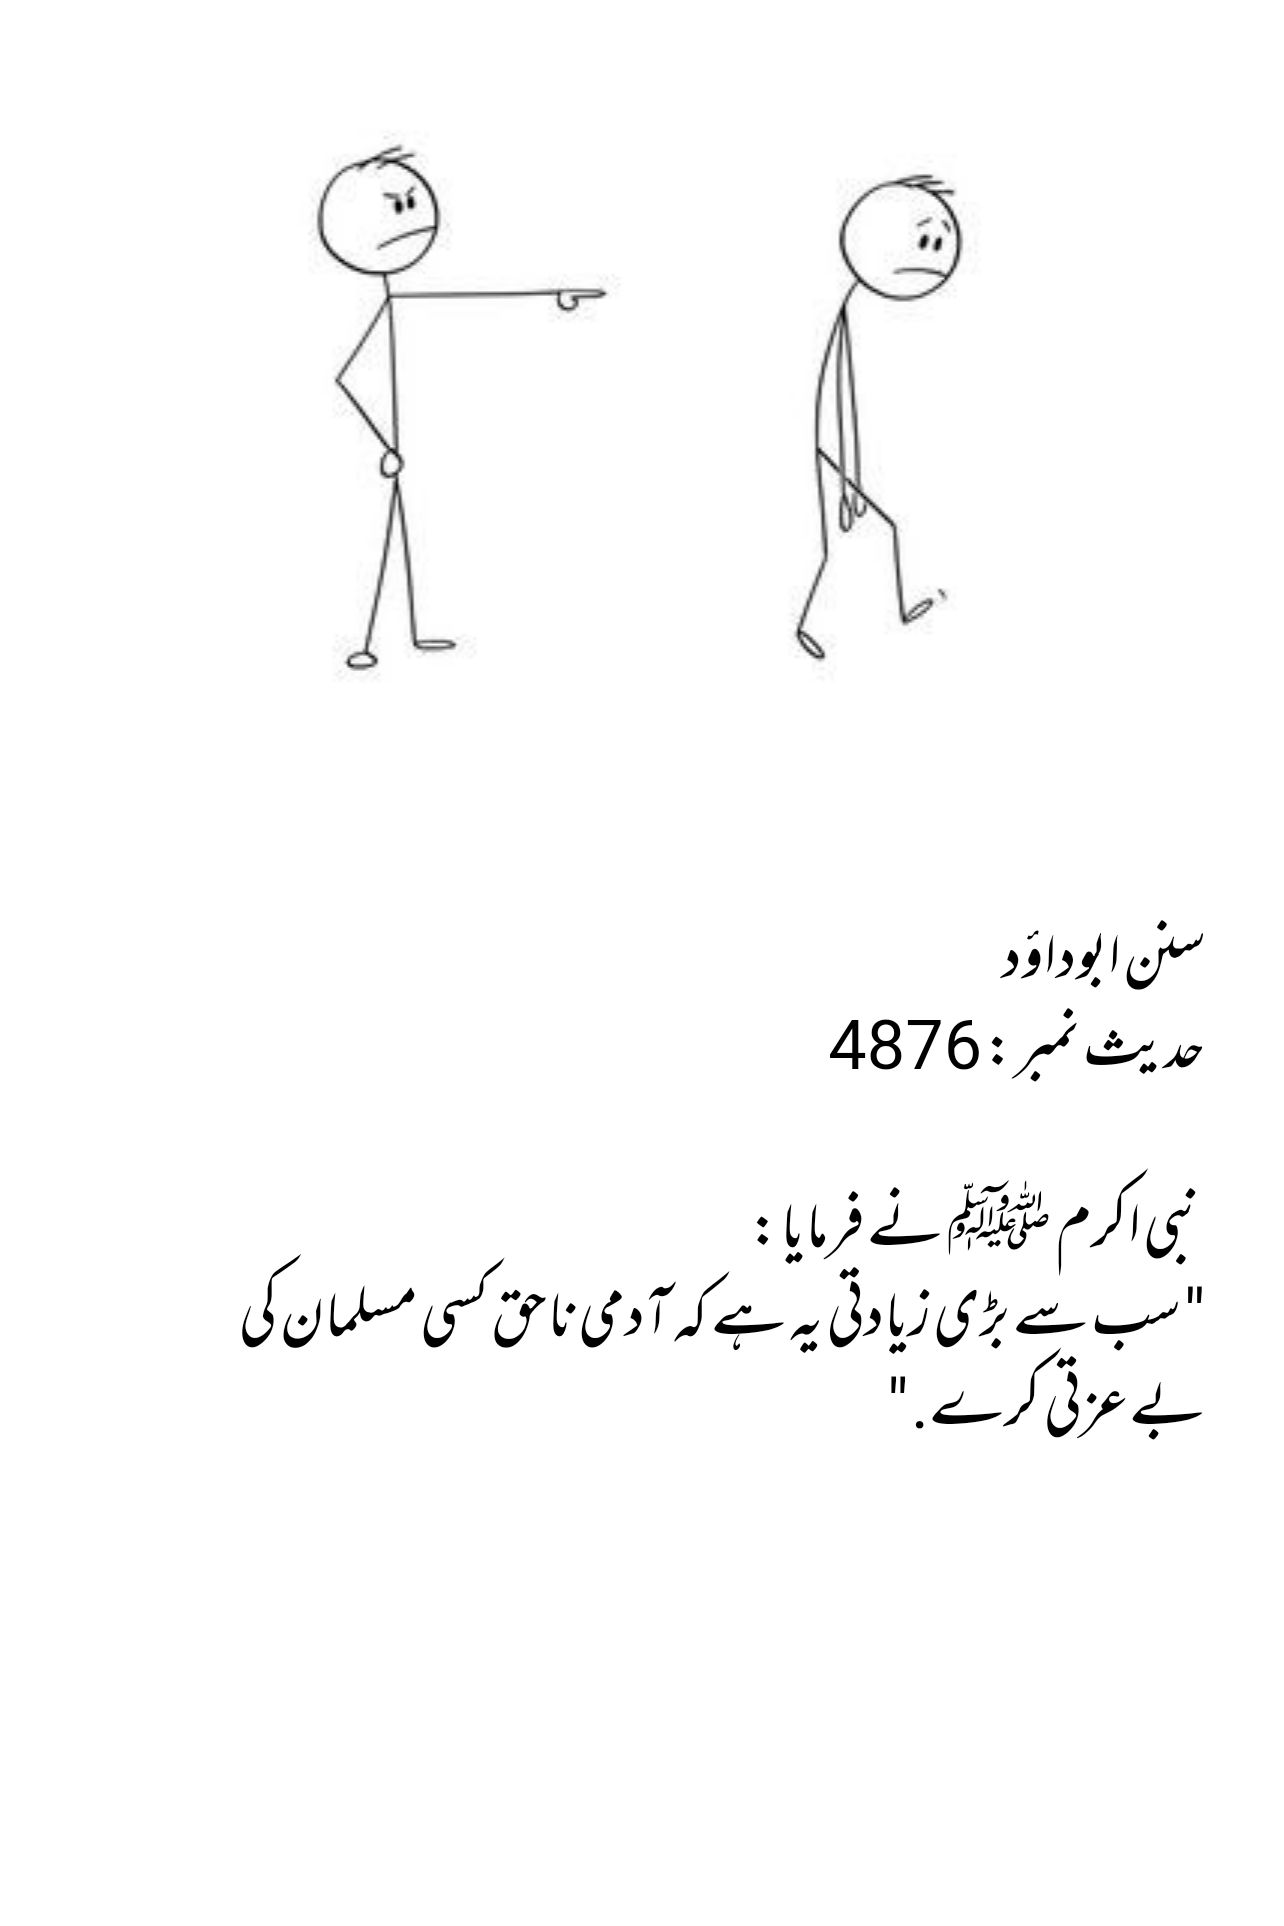 سنن ابوداؤد
حدیث نمبر : 4876
نبی اکرم ﷺ نے فرمایا :
"سب سے بڑی زیادتی یہ ہے کہ آدمی ناحق کسی مسلمان کی
بے عزتی کرے ."